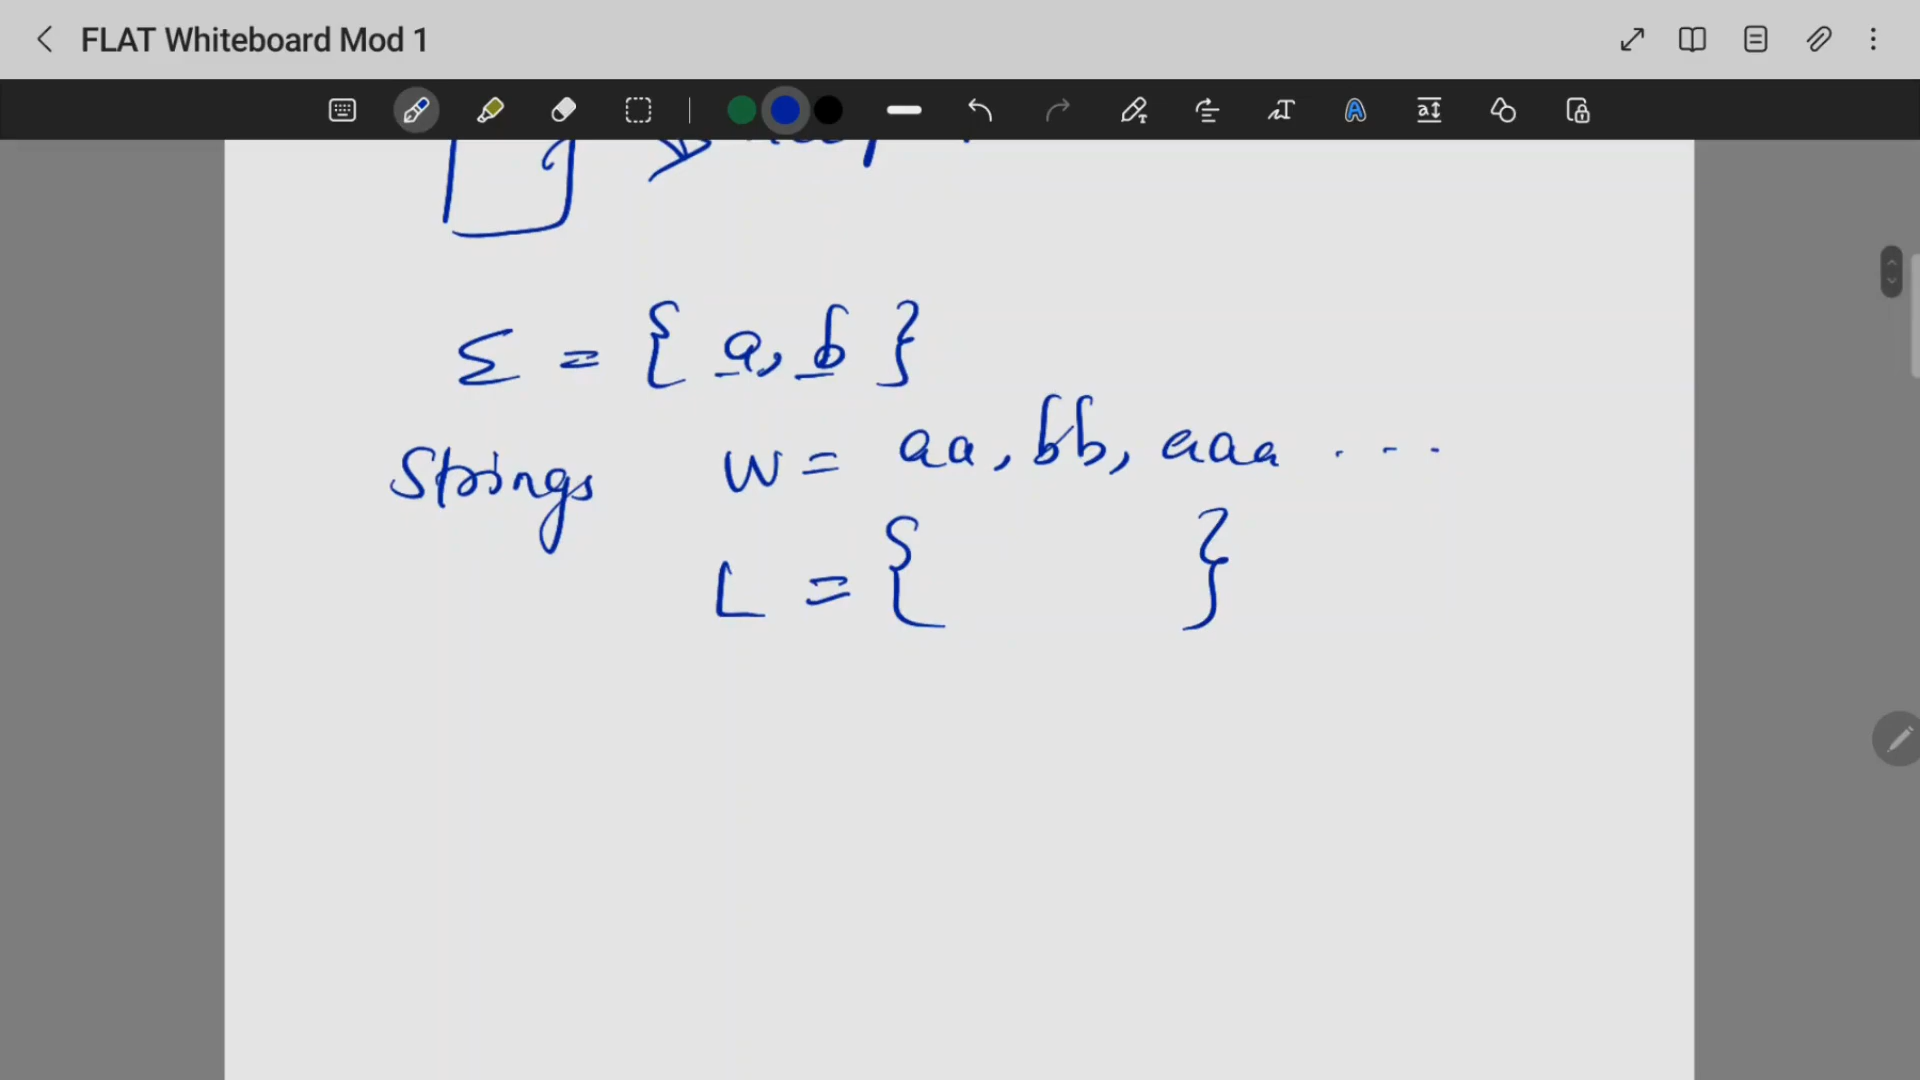 FLAT Whiteboard Mod 1
Σ = { a, b }
Strings W = aa, bb, aaa . . .
L = { }